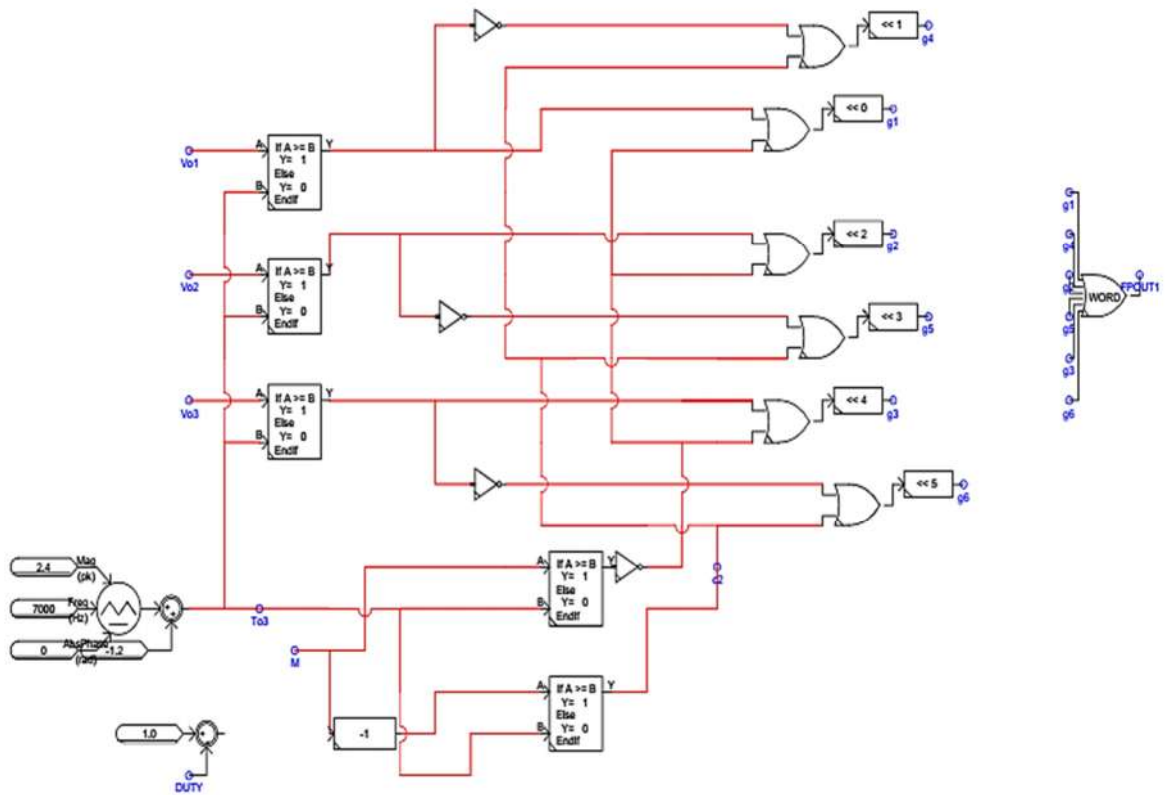 << 1
g4
<< 0
g1
Vo1
A
B
If A >= B
Y= 1
Else
Y= 0
Endif
Y
g1
<< 2
g2
g4
Vo2
A
B
If A >= B
Y= 1
Else
Y= 0
Endif
Y
g2
WORD
FPOUT1
<< 3
g5
g5
g3
Vo3
A
B
If A >= B
Y= 1
Else
Y= 0
Endif
Y
<< 4
g3
g6
<< 5
g6
2.4
Mag
(pk)
7000
Freq
(Hz)
0
AbsPhase
(rad)
-1.2
To3
A
B
If A >= B
Y= 1
Else
Y= 0
Endif
Y
M
A
B
If A >= B
Y= 1
Else
Y= 0
Endif
Y
-1
1.0
DUTY